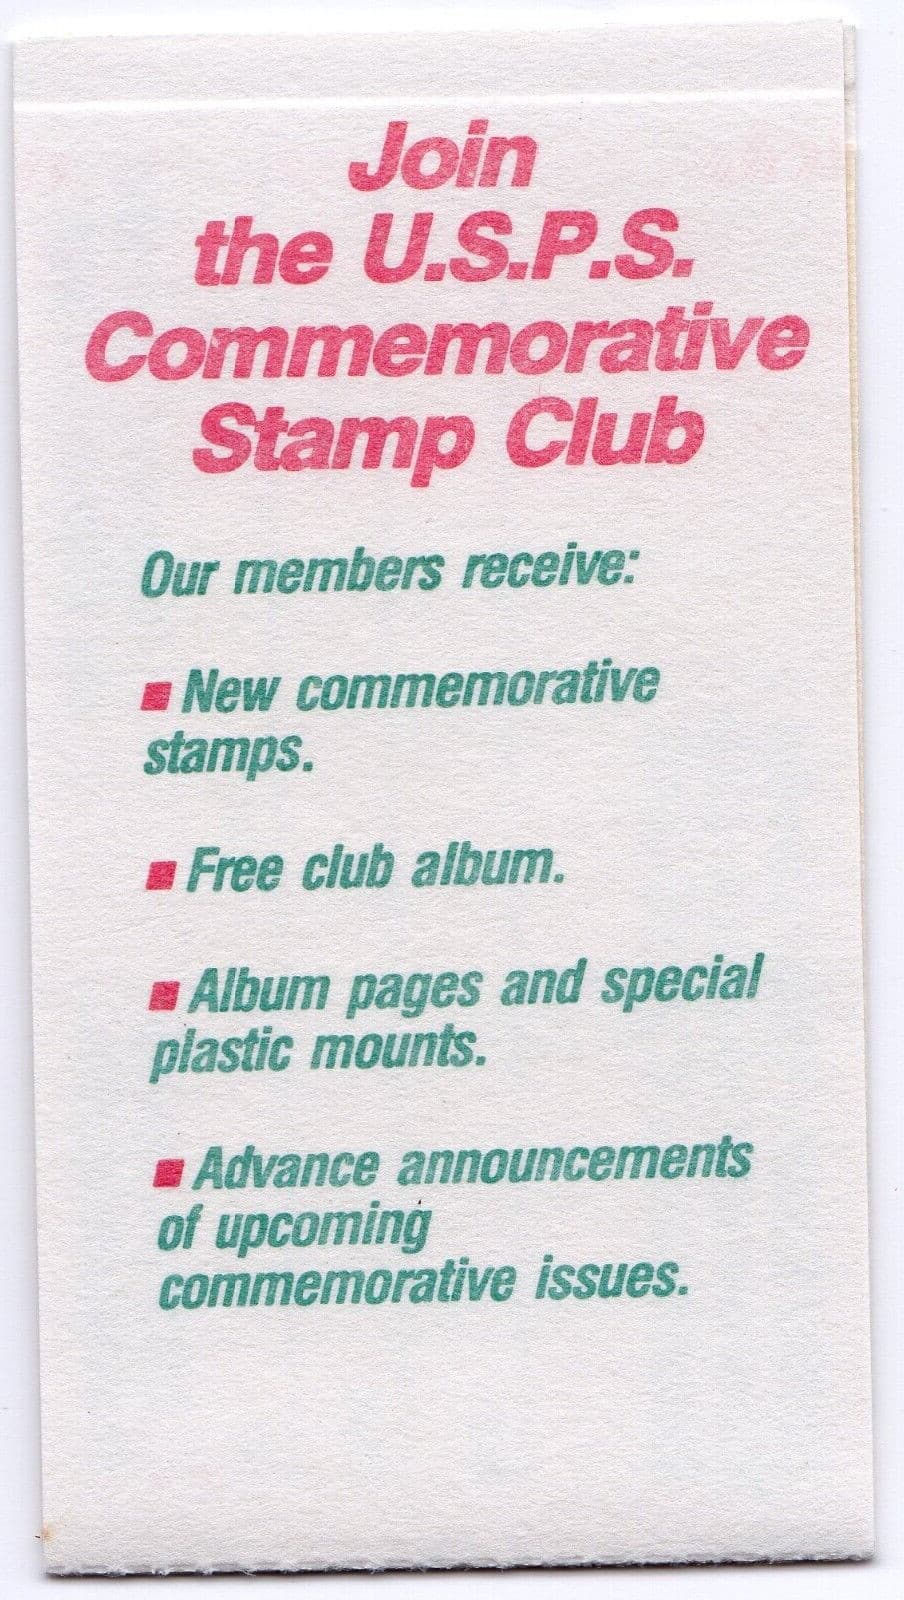 Join
the U.S.P.S.
Commemorative
Stamp Club
Our members receive:
■ New commemorative
stamps.
■ Free club album.
■ Album pages and special
plastic mounts.
■ Advance announcements
of upcoming
commemorative issues.